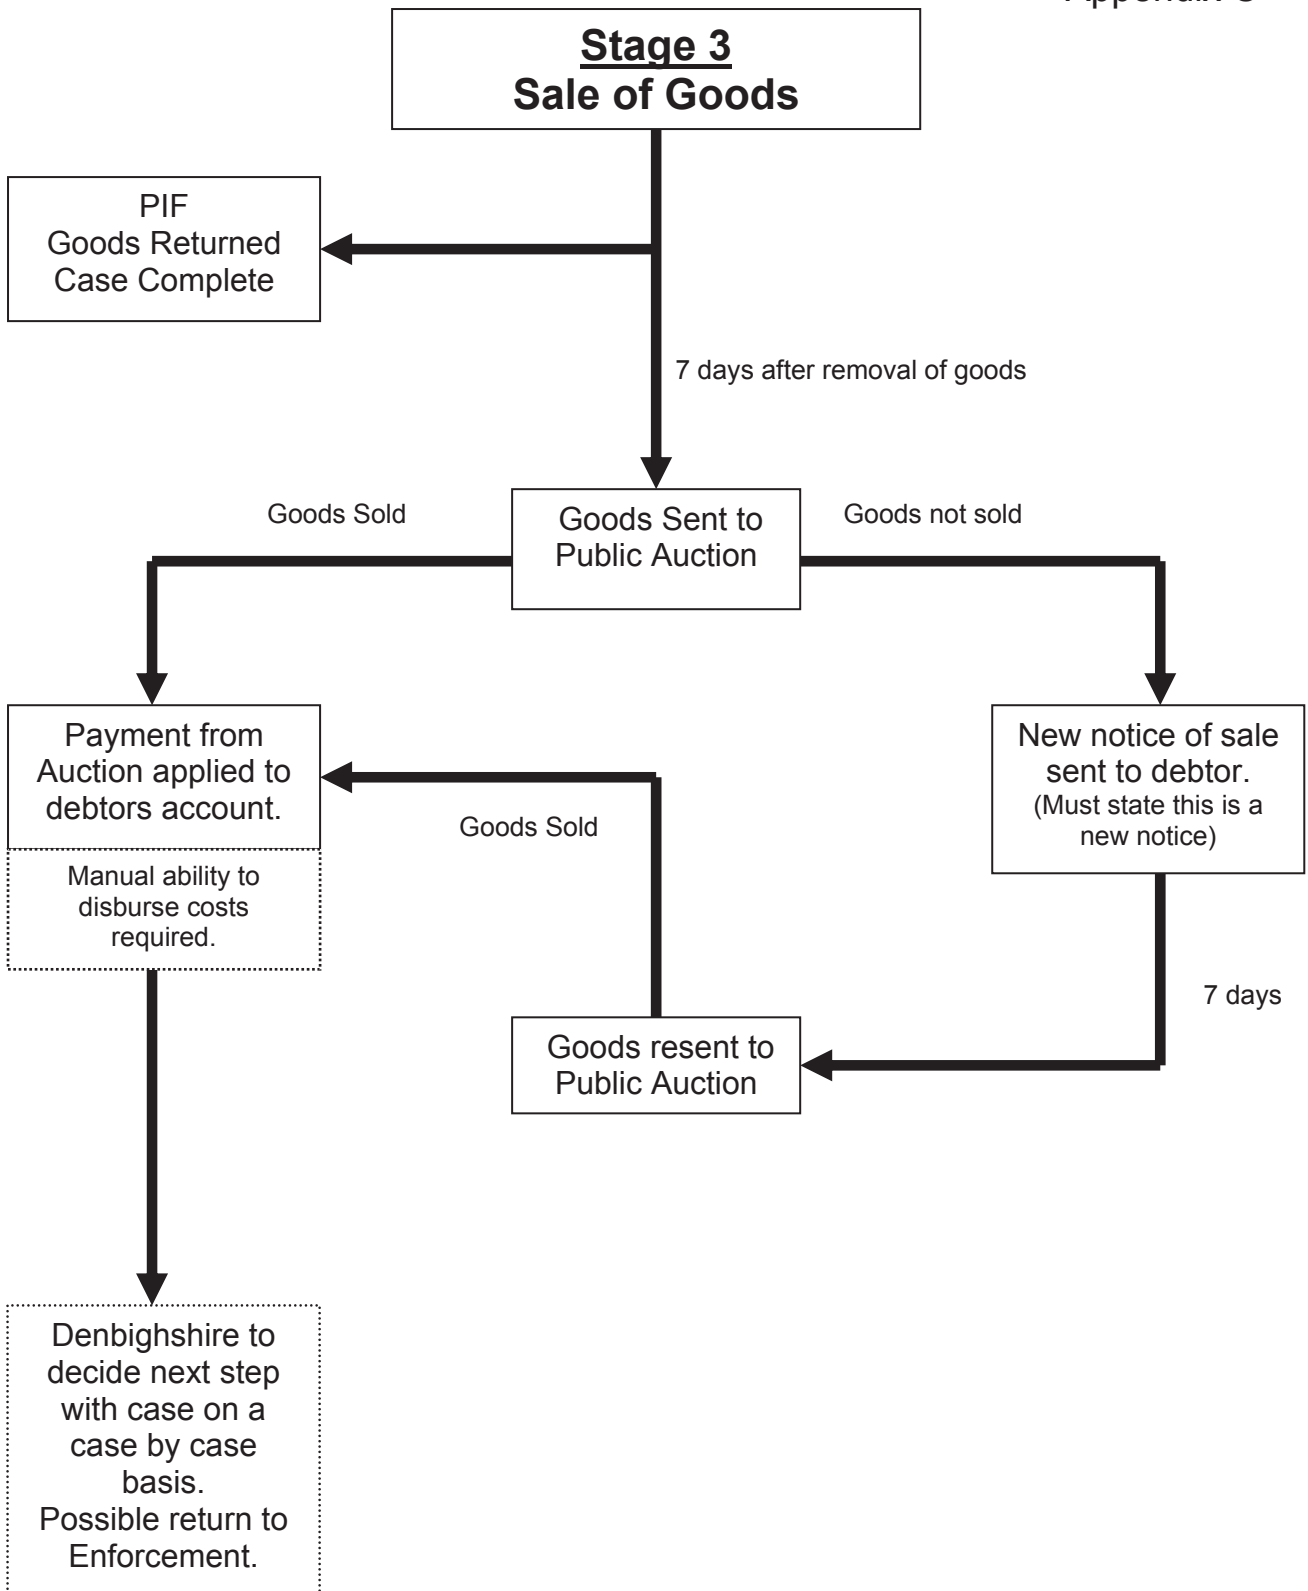 Stage 3
Sale of Goods
PIF
Goods Returned
Case Complete
7 days after removal of goods
Goods Sold
Goods Sent to
Public Auction
Goods not sold
Payment from
Auction applied to
debtors account.
Manual ability to
disburse costs
required.
Goods Sold
New notice of sale
sent to debtor.
(Must state this is a
new notice)
7 days
Goods resent to
Public Auction
Denbighshire to
decide next step
with case on a
case by case
basis.
Possible return to
Enforcement.